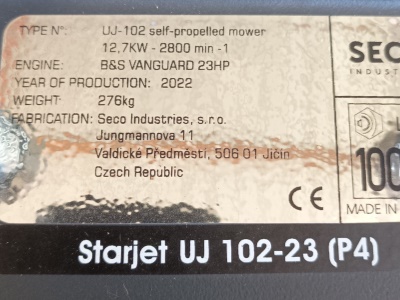 TYPE N°: UJ-102 self-propelled mower
12,7KW - 2800 min -1
ENGINE: B&S VANGUARD 23HP
YEAR OF PRODUCTION: 2022
WEIGHT: 276kg
FABRICATION: Seco Industries, s.r.o.
Jungmannova 11
Valdické Předměstí, 506 01 Jičín
Czech Republic
CE
SECO
INDUST
100
MADE IN
Starjet UJ 102-23 (P4)